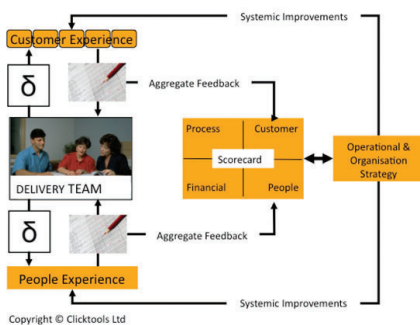 Systemic Improvements
Customer Experience
δ
Aggregate Feedback
Process
Customer
Scorecard
Financial
People
Operational &
Organisation
Strategy
DELIVERY TEAM
δ
Aggregate Feedback
People Experience
Systemic Improvements
Copyright © Clicktools Ltd